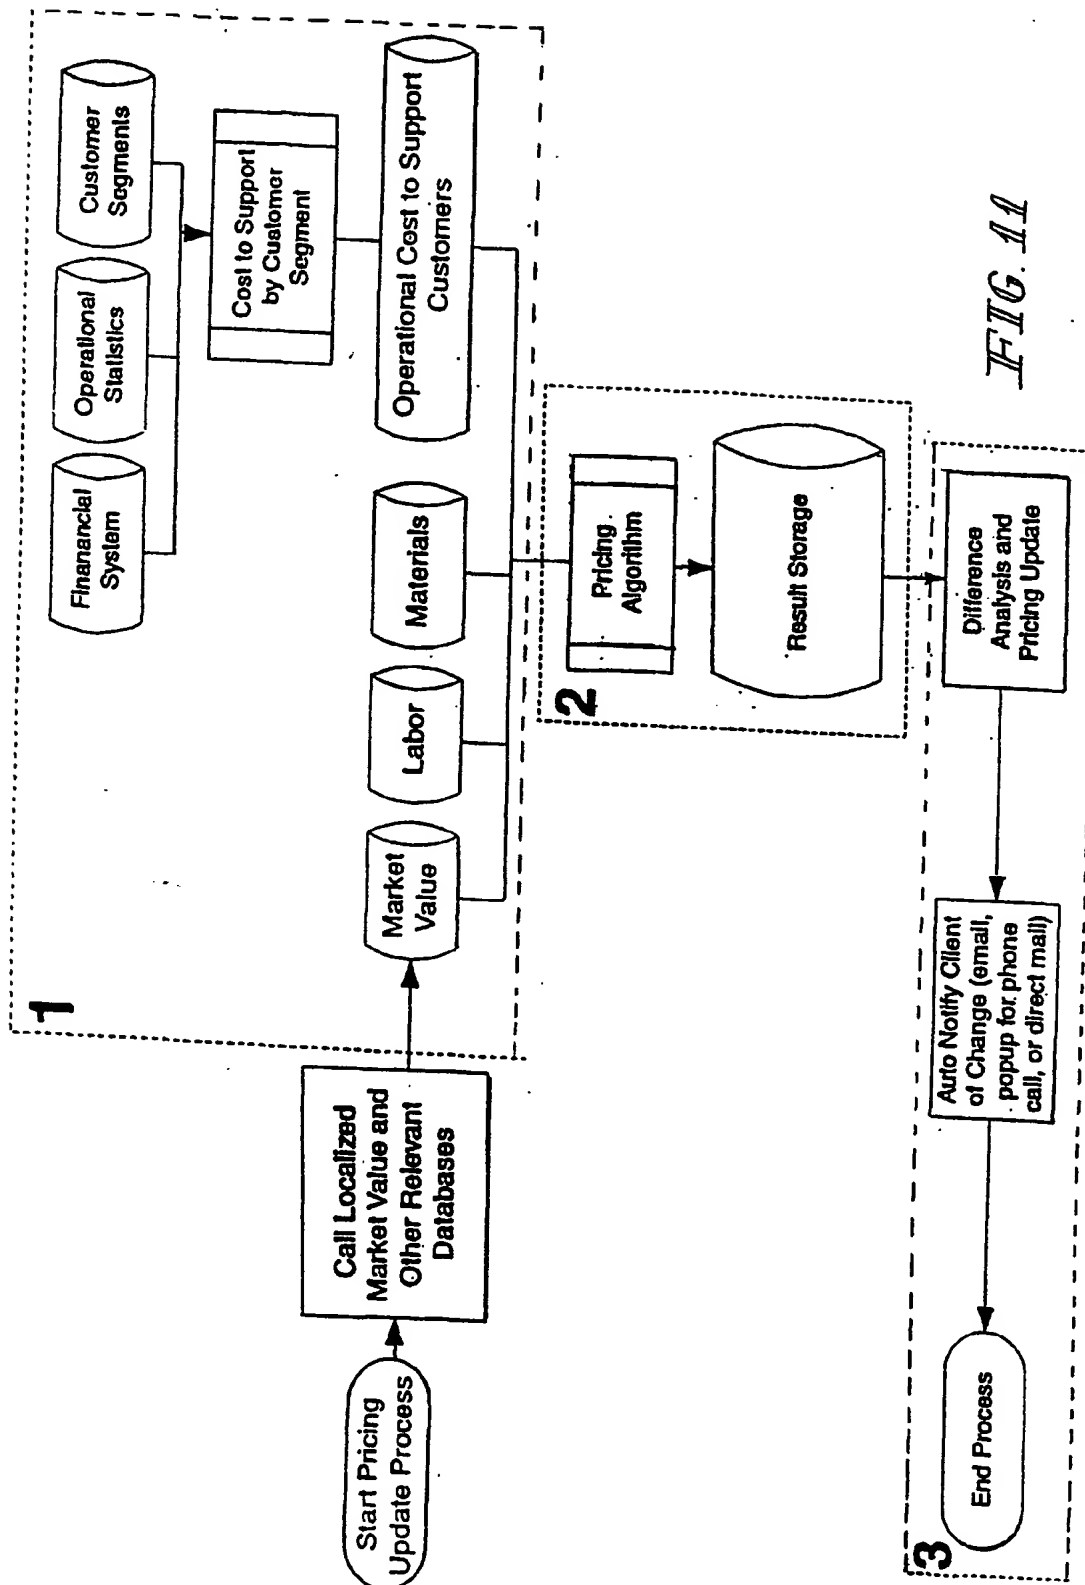 1
Finanancial
System
Operational
Statistics
Customer
Segments
Cost to Support
by Customer
Segment
Start Pricing
Update Process
Call Localized
Market Value and
Other Relevant
Databases
Market
Value
Labor
Materials
Operational Cost to Support
Customers
2
Pricing
Algorithm
Result Storage
3
End Process
Auto Notify Client
of Change (email,
popup for phone
call, or direct mail)
Difference
Analysis and
Pricing Update
FIG. 11